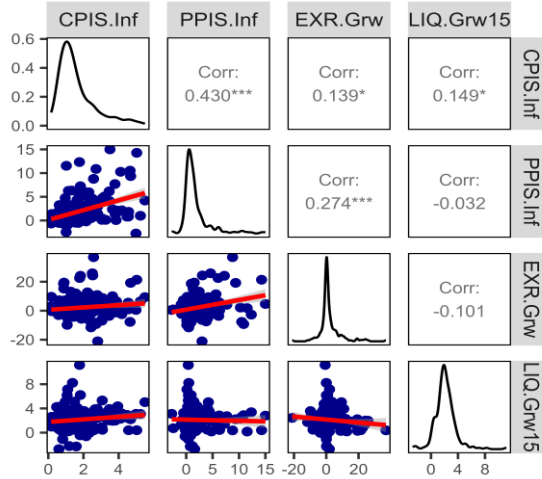 CPIS.Inf PPIS.Inf EXR.Grw LIQ.Grw15
0.6
0.4
0.2
0.0
Corr:
0.430***
Corr:
0.139*
Corr:
0.149*
CPIS.Inf
15
10
5
0
Corr:
0.274***
Corr:
-0.032
PPIS.Inf
20
0
-20
Corr:
-0.101
EXR.Grw
8
4
0
LIQ.Grw15
0 2 4
0 5 10 15
-20 0 20
0 4 8